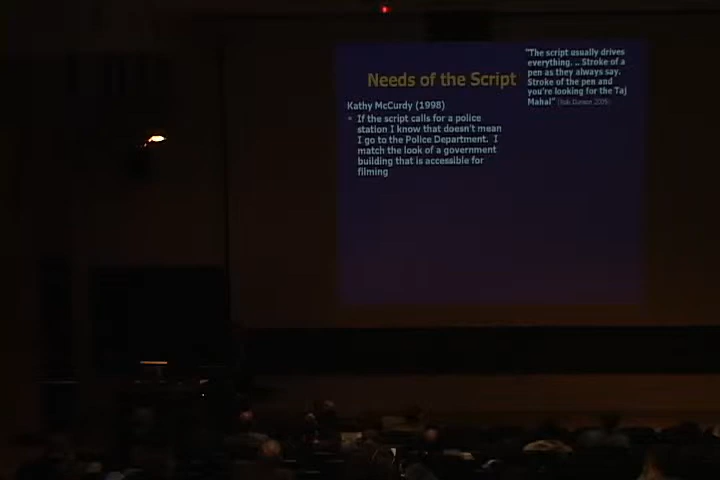 Needs of the Script
"The script usually drives
everything. .. Stroke of a
pen as they always say.
Stroke of the pen and
you're looking for the Taj
Mahal" 2005)
Kathy McCurdy (1998)
• If the script calls for a police
station I know that doesn't mean
I go to the Police Department. I
match the look of a government
building that is accessible for
filming